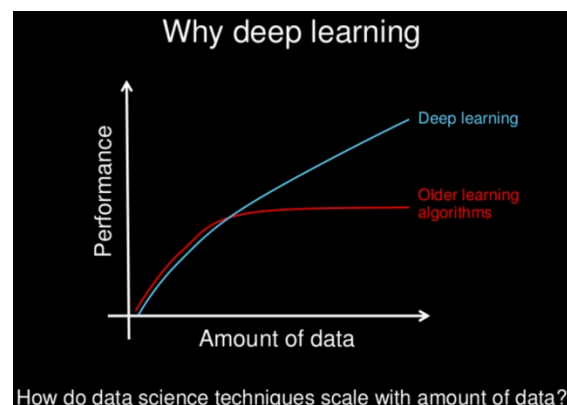 Why deep learning
Deep learning
Performance
Older learning
algorithms
Amount of data
How do data science techniques scale with amount of data?